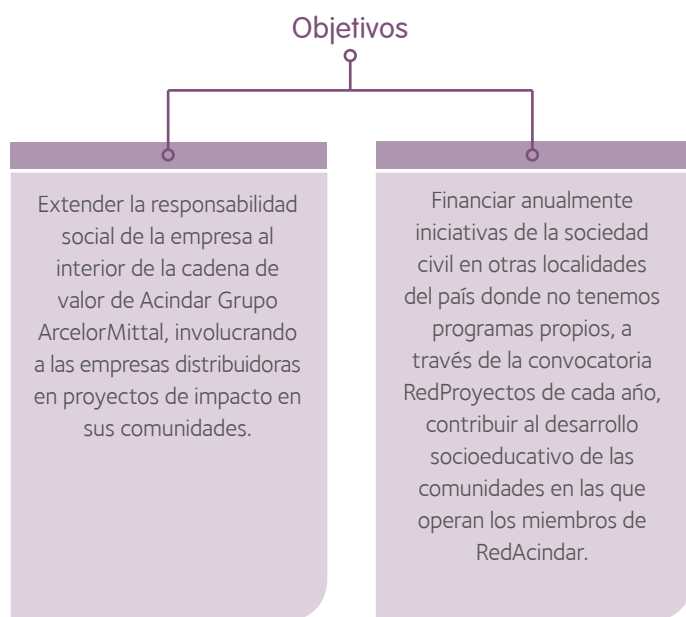 Objetivos
Extender la responsabilidad
social de la empresa al
interior de la cadena de
valor de Acindar Grupo
ArcelorMittal, involucrando
a las empresas distribuidoras
en proyectos de impacto en
sus comunidades.
Financiar anualmente
iniciativas de la sociedad
civil en otras localidades
del país donde no tenemos
programas propios, a
través de la convocatoria
RedProyectos de cada año,
contribuir al desarrollo
socioeducativo de las
comunidades en las que
operan los miembros de
RedAcindar.